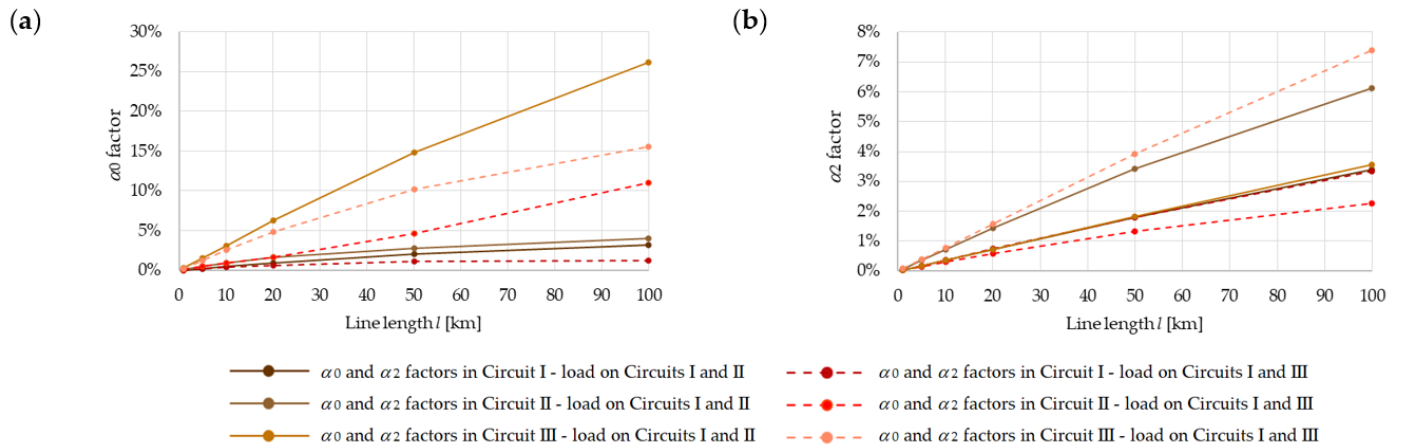 (a)
30%
25%
20%
15%
10%
5%
0%
α0 factor
0 10 20 30 40 50 60 70 80 90 100
Line length l [km]
(b)
8%
7%
6%
5%
4%
3%
2%
1%
0%
α2 factor
0 10 20 30 40 50 60 70 80 90 100
Line length l [km]
α0 and α2 factors in Circuit I - load on Circuits I and II
α0 and α2 factors in Circuit II - load on Circuits I and II
α0 and α2 factors in Circuit III - load on Circuits I and II
α0 and α2 factors in Circuit I - load on Circuits I and III
α0 and α2 factors in Circuit II - load on Circuits I and III
α0 and α2 factors in Circuit III - load on Circuits I and III